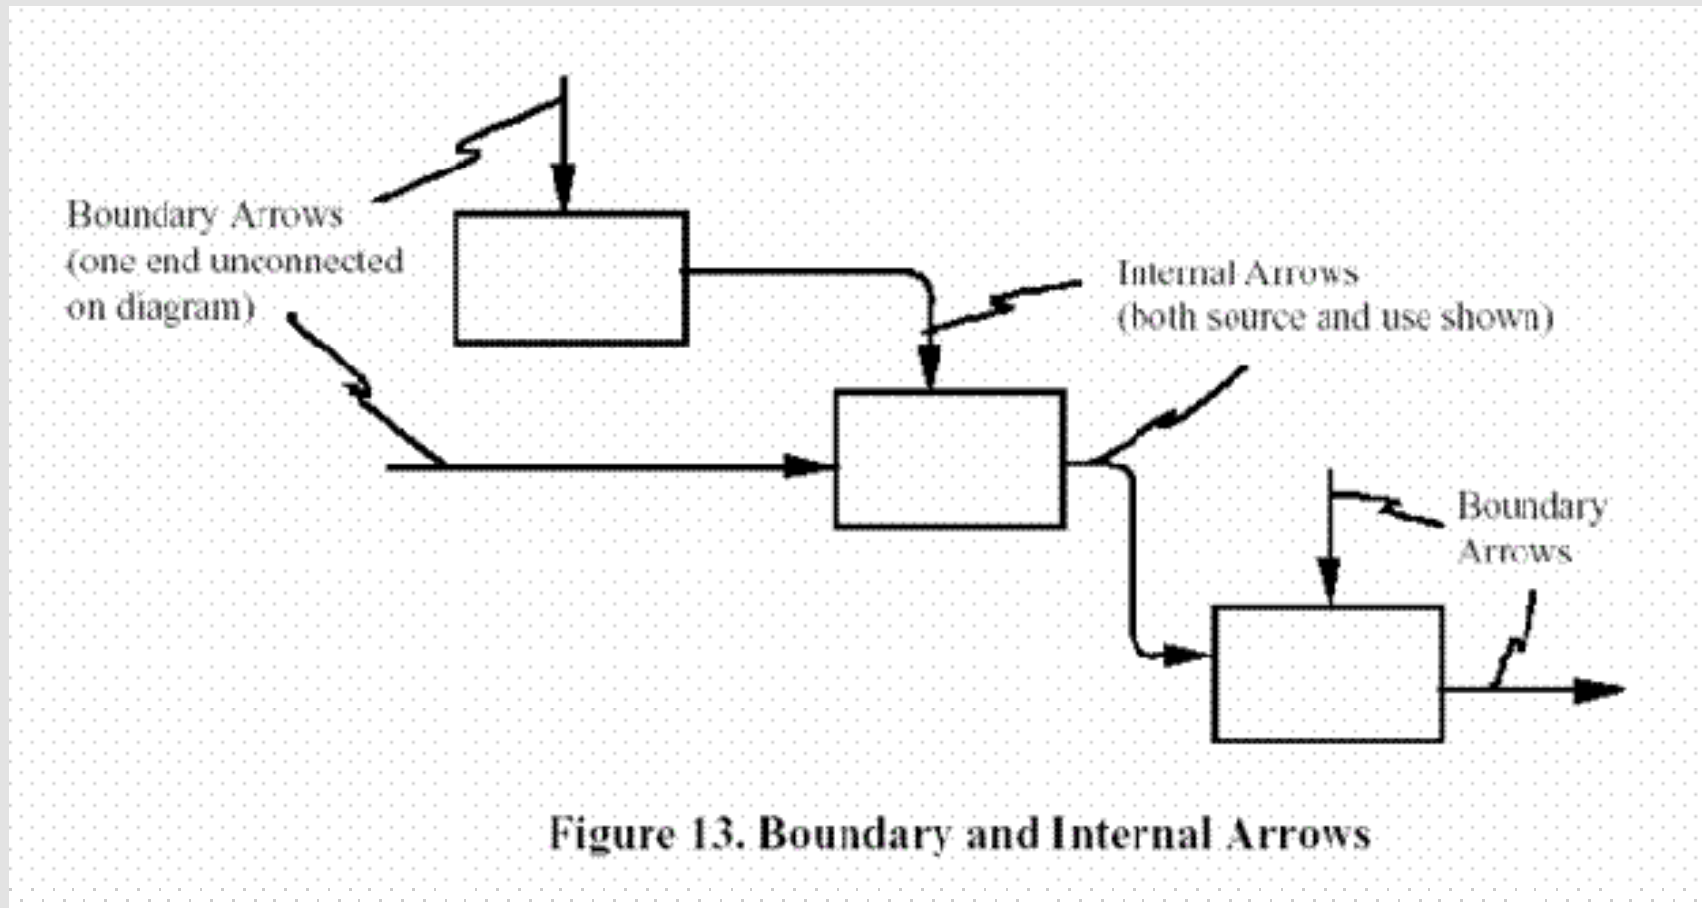 Boundary Arrows
(one end unconnected
on diagram)
Internal Arrows
(both source and use shown)
Boundary
Arrows
Figure 13. Boundary and Internal Arrows